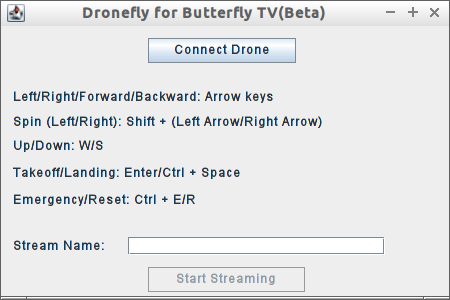 Dronefly for Butterfly TV(Beta)
Connect Drone
Left/Right/Forward/Backward: Arrow keys
Spin (Left/Right): Shift + (Left Arrow/Right Arrow)
Up/Down: W/S
Takeoff/Landing: Enter/Ctrl + Space
Emergency/Reset: Ctrl + E/R
Stream Name:
Start Streaming